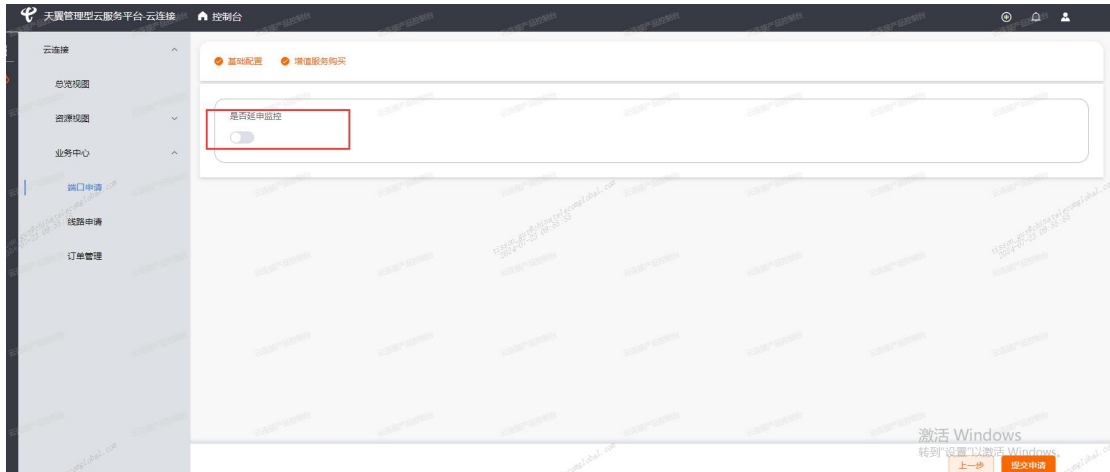 天翼管理型云服务平台-云连接
控制台
云连接
基础配置
增值服务购买
总览视图
资源视图
是否延申监控
业务中心
端口申请
线路申请
订单管理
激活 Windows
转到"设置"以激活 Windows。
上一步
提交申请